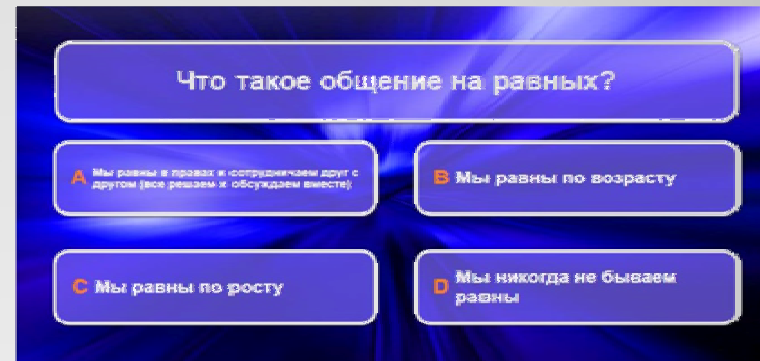 Что такое общение на равных?
A Мы равны в правах и сотрудничаем друг с
другом (все решаем и обсуждаем вместе)
B Мы равны по возрасту
C Мы равны по росту
D Мы никогда не бываем
равны